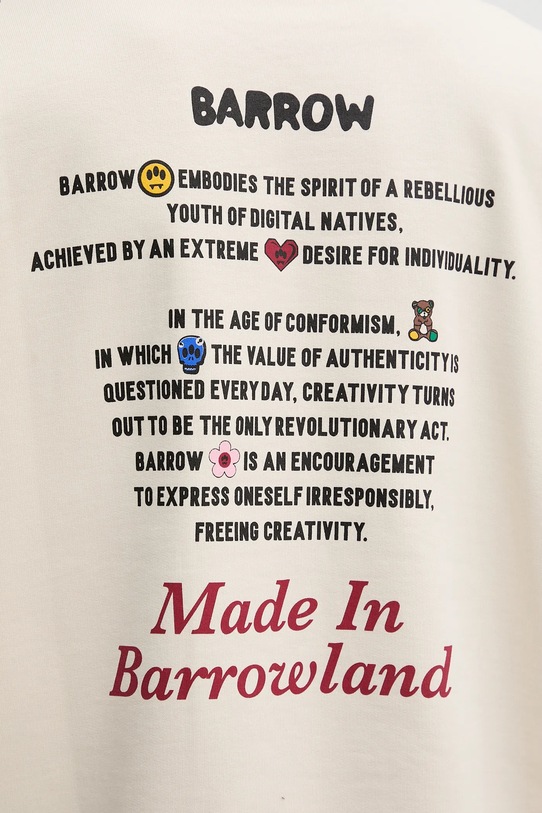 BARROW
BARROW EMBODIES THE SPIRIT OF A REBELLIOUS
YOUTH OF DIGITAL NATIVES,
ACHIEVED BY AN EXTREME DESIRE FOR INDIVIDUALITY.
IN THE AGE OF CONFORMISM,
IN WHICH THE VALUE OF AUTHENTICITY IS
QUESTIONED EVERY DAY, CREATIVITY TURNS
OUT TO BE THE ONLY REVOLUTIONARY ACT.
BARROW IS AN ENCOURAGEMENT
TO EXPRESS ONESELF IRRESPONSIBLY,
FREEING CREATIVITY.
Made In
Barrowland